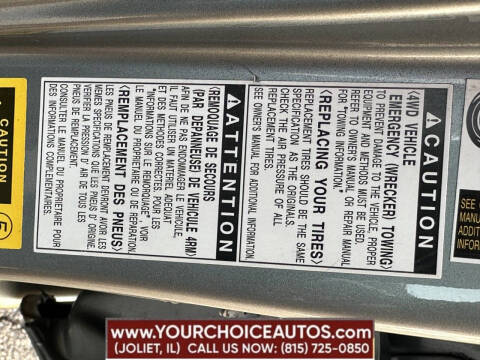 ⚠CAUTION
〈4WD VEHICLE
EMERGENCY (WRECKER) TOWING〉
TO PREVENT DAMAGE TO THE VEHICLE, PROPER
EQUIPMENT AND METHODS MUST BE USED.
REFER TO OWNER'S MANUAL OR REPAIR MANUAL
FOR TOWING INFORMATION.
〈REPLACING YOUR TIRES〉
REPLACEMENT TIRES SHOULD BE THE SAME
SPECIFICATION AS THE ORIGINALS.
CHECK THE AIR PRESSURE OF ALL
REPLACEMENT TIRES.
SEE OWNER'S MANUAL FOR ADDITIONAL INFORMATION.
⚠ATTENTION
〈REMOQUAGE DE SECOURS
(PAR DEPANNEUSE) DE VEHICULE 4RM〉
AFIN DE NE PAS ENDOMMAGER LE VEHICULE,
IL FAUT UTILISER UN MATERIEL ADEQUAT
ET DES METHODES CORRECTES. POUR LES
"INFORMATIONS SUR LE REMORQUAGE", VOIR
LE MANUEL DU PROPRIETAIRE OU DE REPARATION.
〈REMPLACEMENT DES PNEUS〉
LES PNEUS DE REMPLACEMENT DEVRONT AVOIR LES
MEMES SPECIFICATIONS QUE LES PNEUS D' ORIGINE.
VERIFIER LA PRESSION D' AIR DE TOUS LES
PNEUS DE REMPLACEMENT.
CONSULTER LE MANUEL DU PROPRIETAIRE POUR
DES INFORMATIONS COMPLEMENTAIRES.
CAUTION
SEE O
MANUA
ADDITI
INFORM
WWW.YOURCHOICEAUTOS.COM
(JOLIET, IL) CALL US NOW: (815) 725-0850